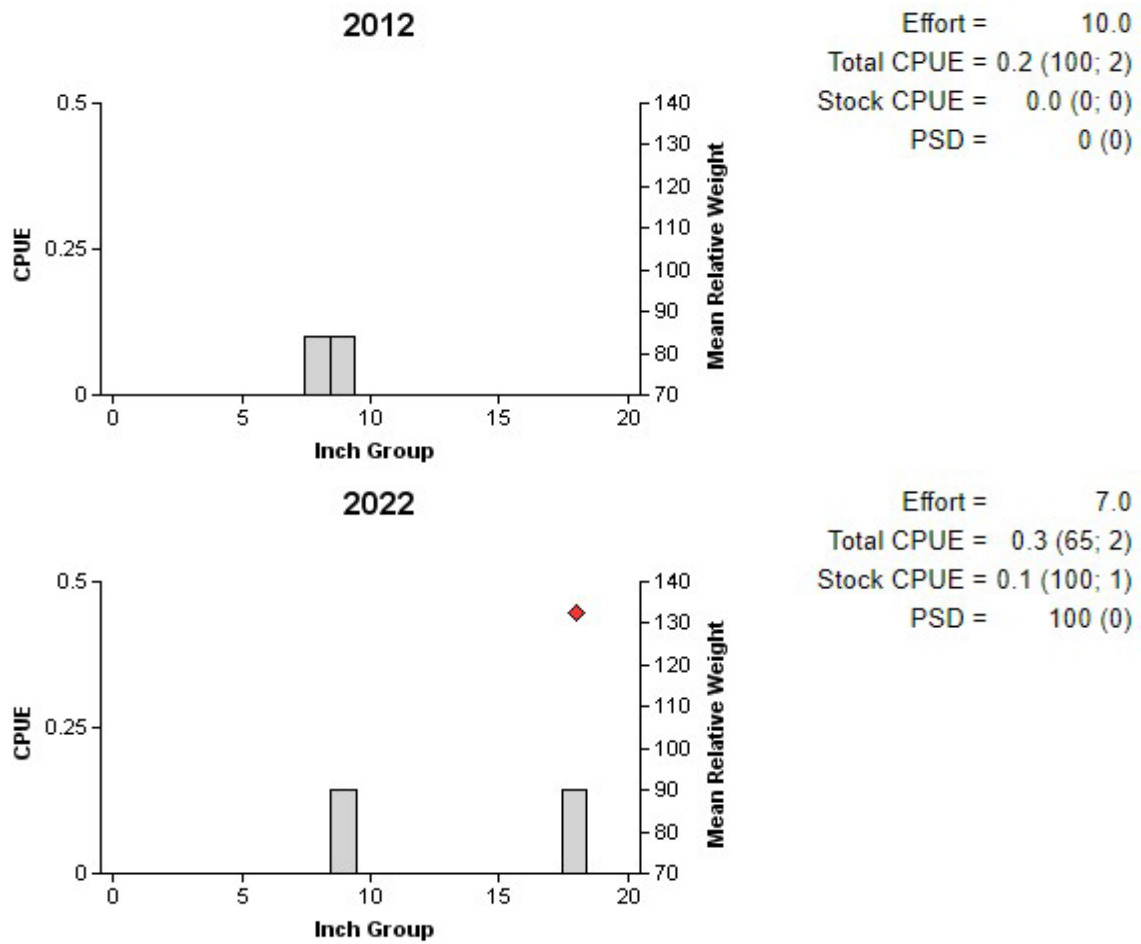 2012
Effort = 10.0
Total CPUE = 0.2 (100; 2)
Stock CPUE = 0.0 (0; 0)
PSD = 0 (0)
0.5
0.25
0
CPUE
140
130
120
110
100
90
80
70
Mean Relative Weight
0 5 10 15 20
Inch Group
2022
Effort = 7.0
Total CPUE = 0.3 (65; 2)
Stock CPUE = 0.1 (100; 1)
PSD = 100 (0)
0.5
0.25
0
CPUE
140
130
120
110
100
90
80
70
Mean Relative Weight
0 5 10 15 20
Inch Group